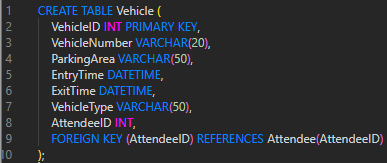 1 CREATE TABLE Vehicle (
2 VehicleID INT PRIMARY KEY,
3 VehicleNumber VARCHAR(20),
4 ParkingArea VARCHAR(50),
5 EntryTime DATETIME,
6 ExitTime DATETIME,
7 VehicleType VARCHAR(50),
8 AttendeeID INT,
9 FOREIGN KEY (AttendeeID) REFERENCES Attendee(AttendeeID)
10 );